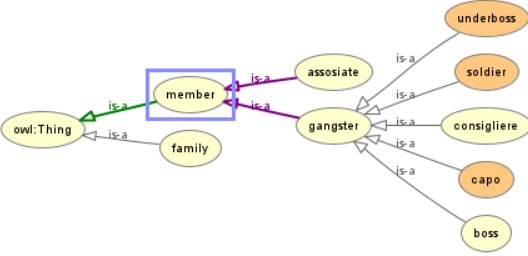 underboss
is-a
assosiate
soldier
is-a
is-a
member
is-a
is-a
is-a
owl:Thing
gangster
is-a
consigliere
is-a
family
is-a
capo
is-a
boss